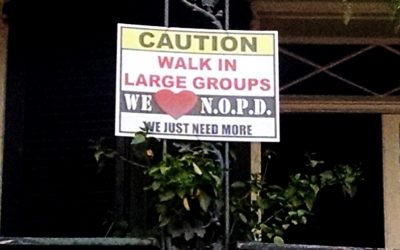 CAUTION
WALK IN
LARGE GROUPS
WE N.O.P.D.
WE JUST NEED MORE